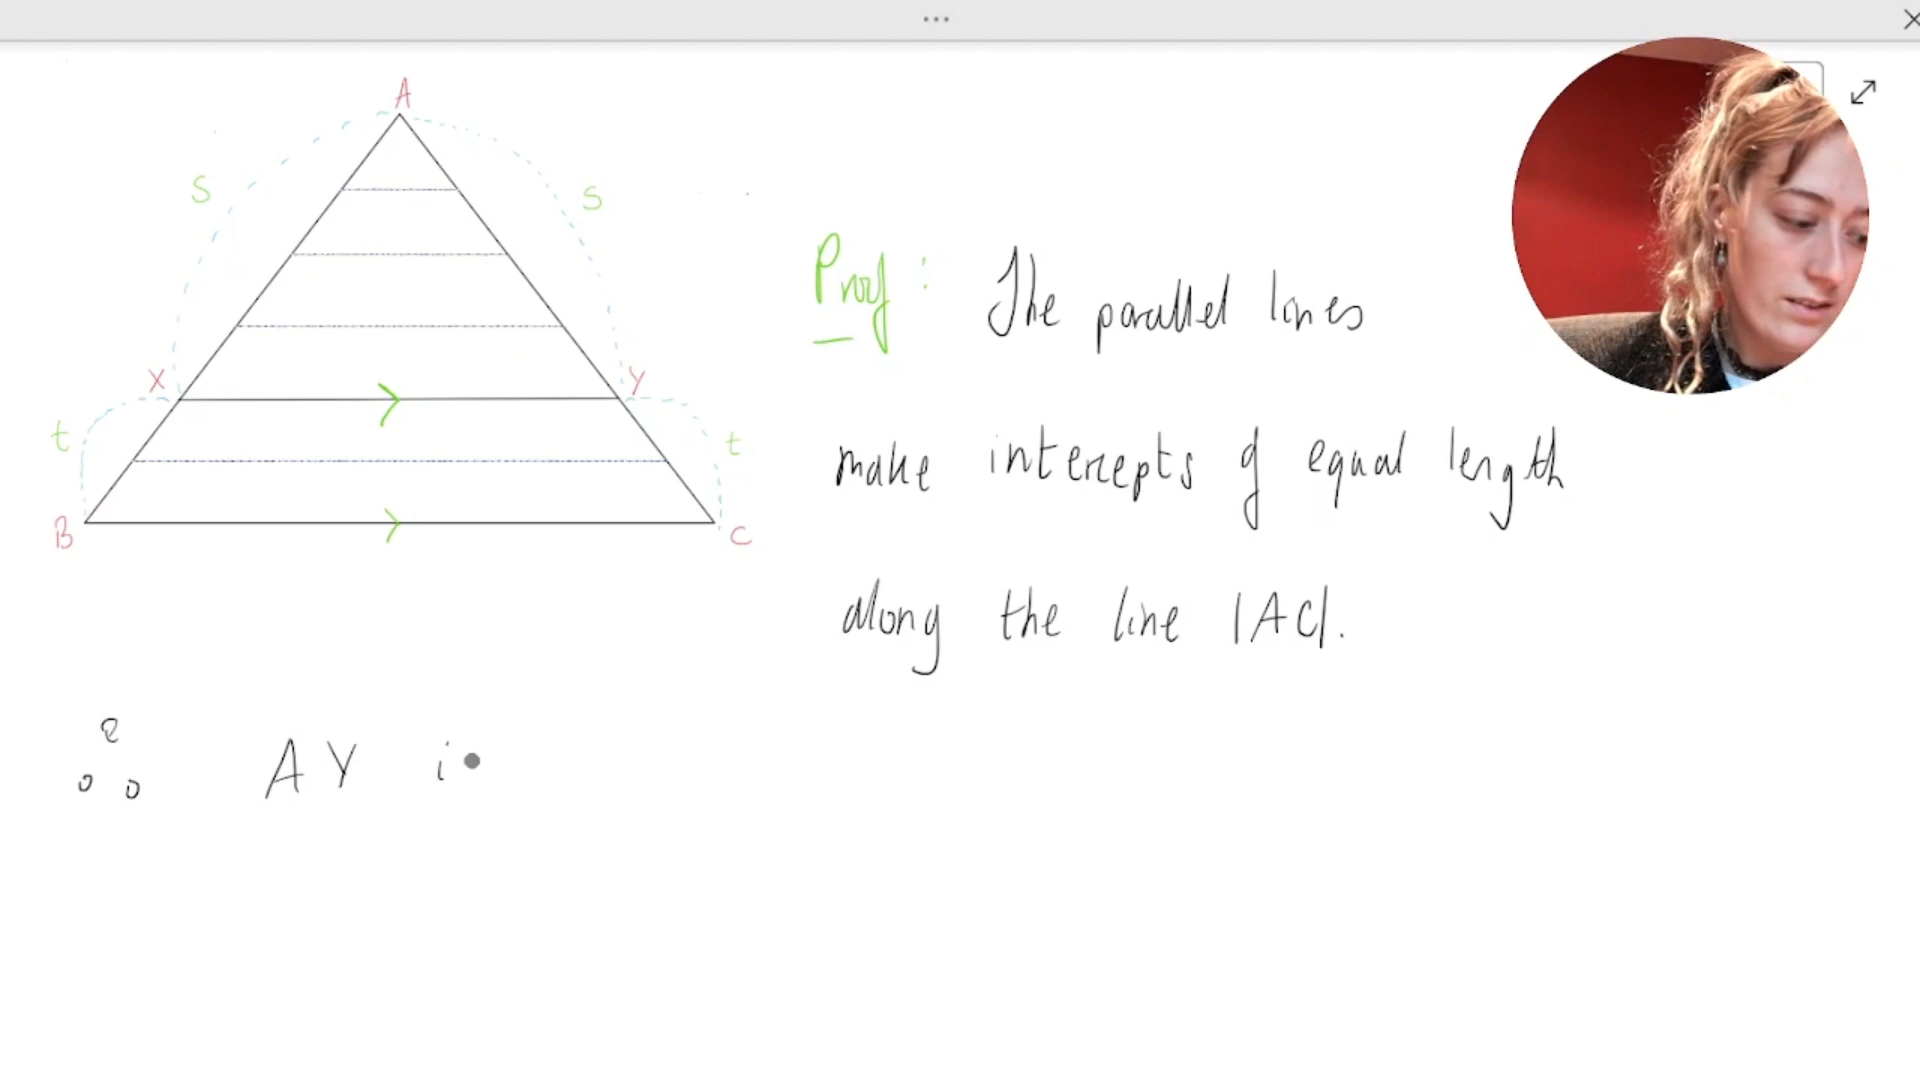 A
S
S
X
Y
t
t
B
C
Proof: The parallel lines
make intercepts of equal length
along the line |AC|.
∴ AY i